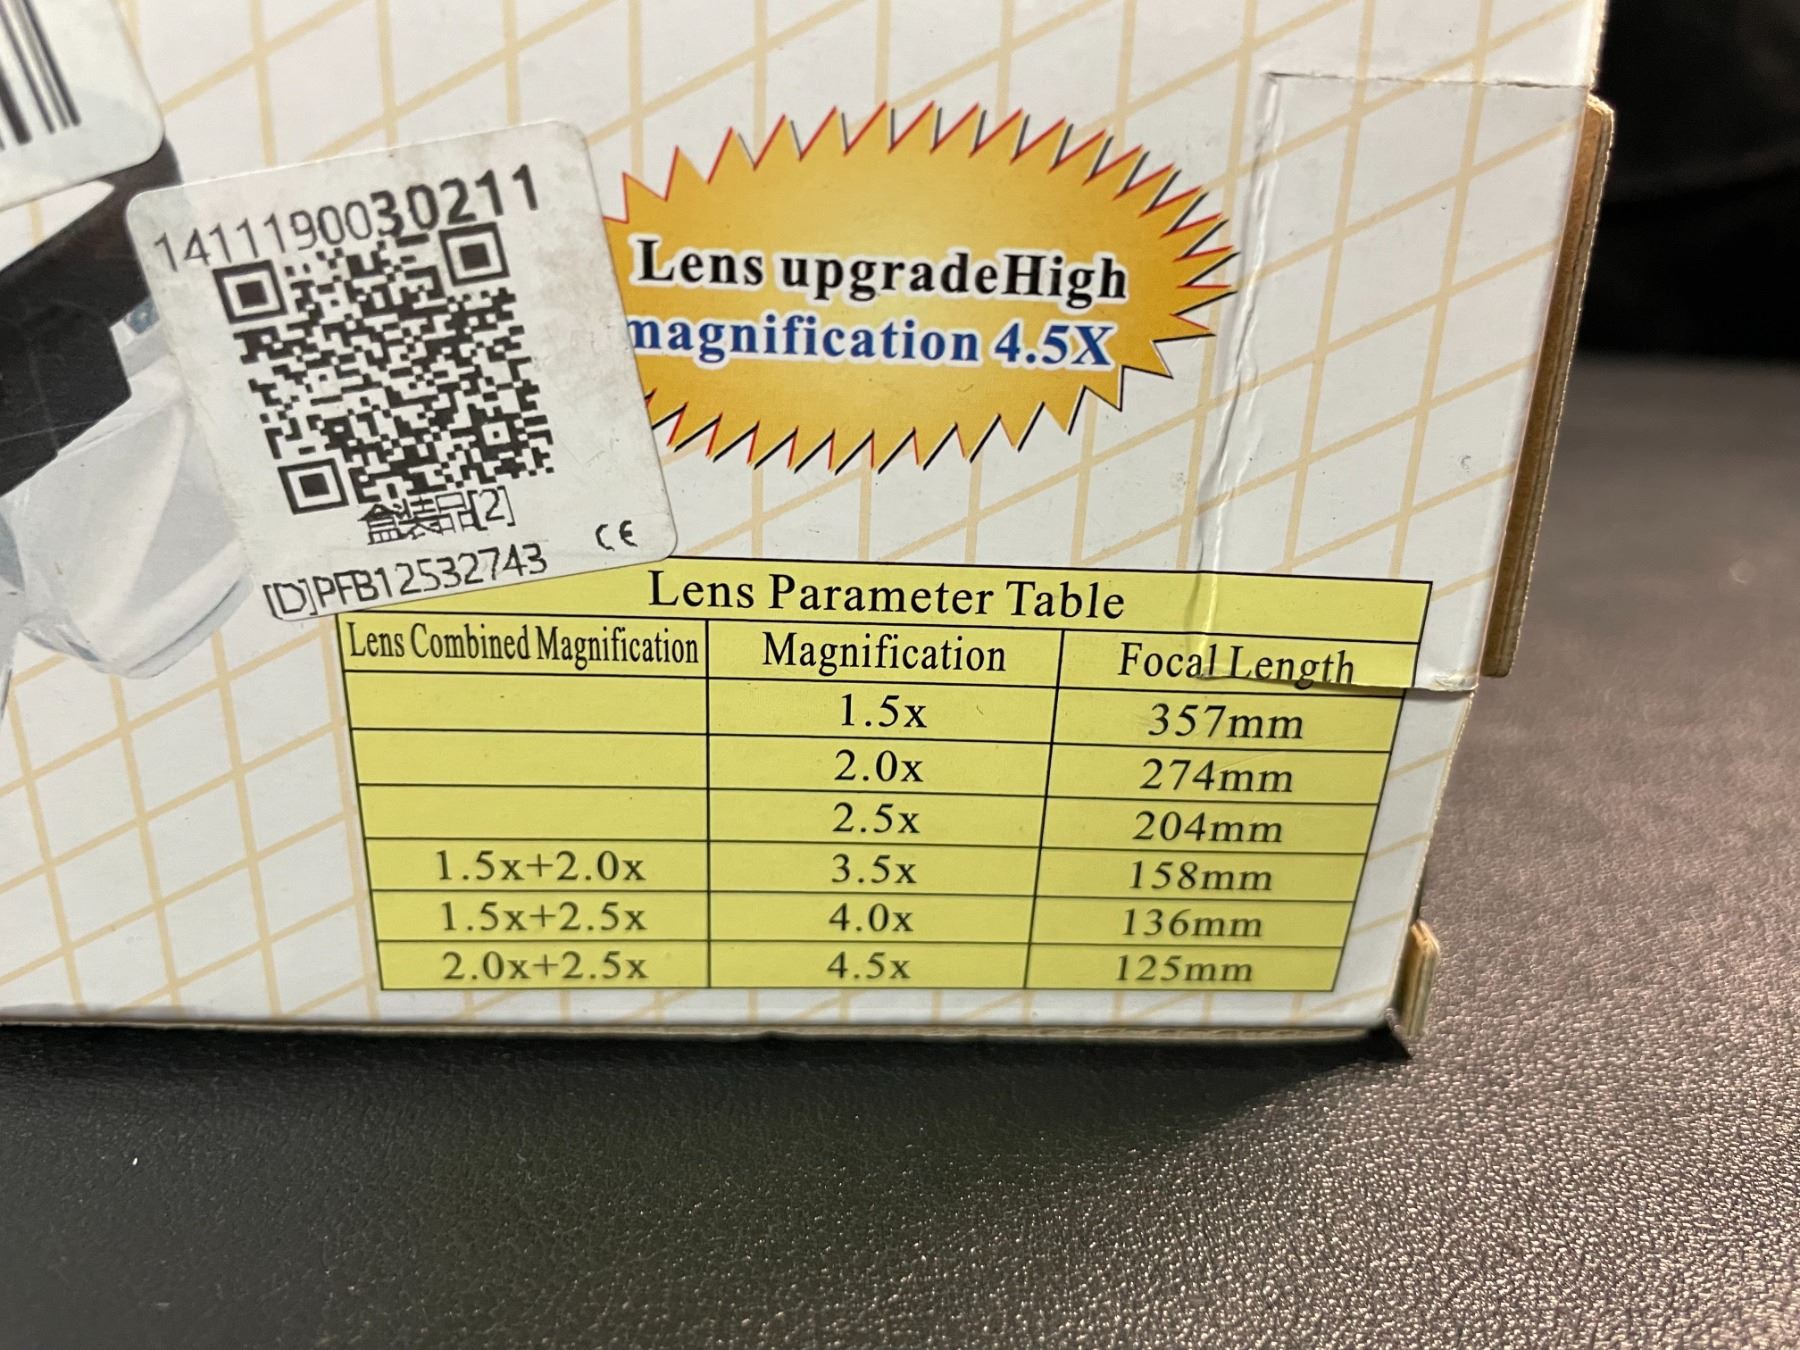 1411190030211
盒装品[2]
[D]PFB12532743
CE
Lens upgradeHigh
magnification 4.5X
Lens Parameter Table
Lens Combined Magnification Magnification Focal Length
1.5x 357mm
2.0x 274mm
2.5x 204mm
1.5x+2.0x 3.5x 158mm
1.5x+2.5x 4.0x 136mm
2.0x+2.5x 4.5x 125mm